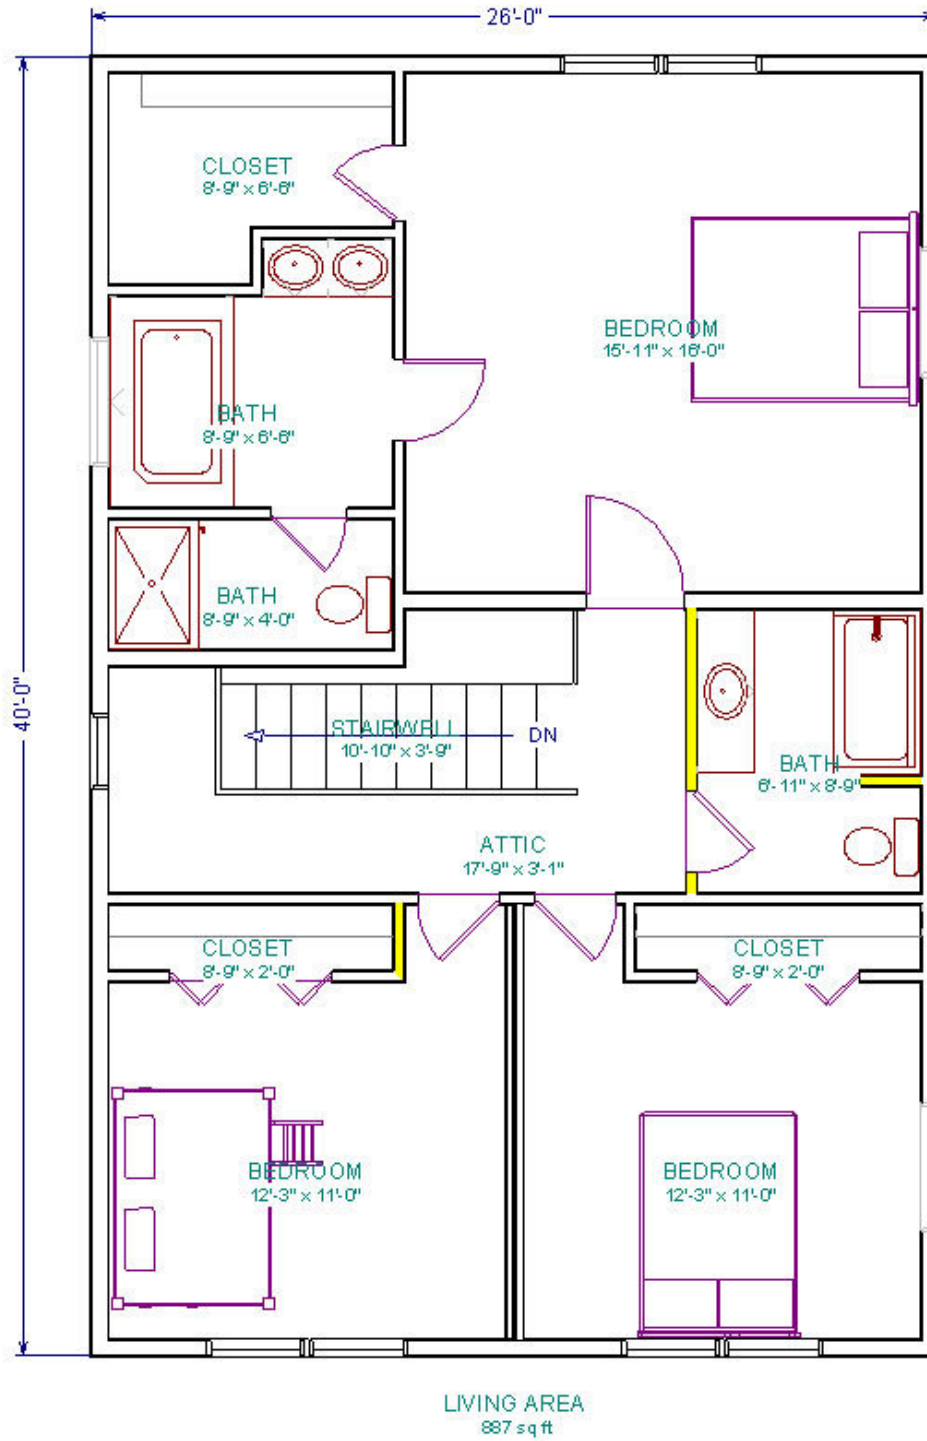 26'-0"
CLOSET
8'-9" x 6'-6"
BEDROOM
15'-11" x 16'-0"
BATH
8'-9" x 6'-6"
BATH
8'-9" x 4'-0"
40'-0"
STAIRWELL
10'-10" x 3'-9"
DN
BATH
6'-11" x 8'-9"
ATTIC
17'-9" x 3'-1"
CLOSET
8'-9" x 2'-0"
CLOSET
8'-9" x 2'-0"
BEDROOM
12'-3" x 11'-0"
BEDROOM
12'-3" x 11'-0"
LIVING AREA
887 sq ft